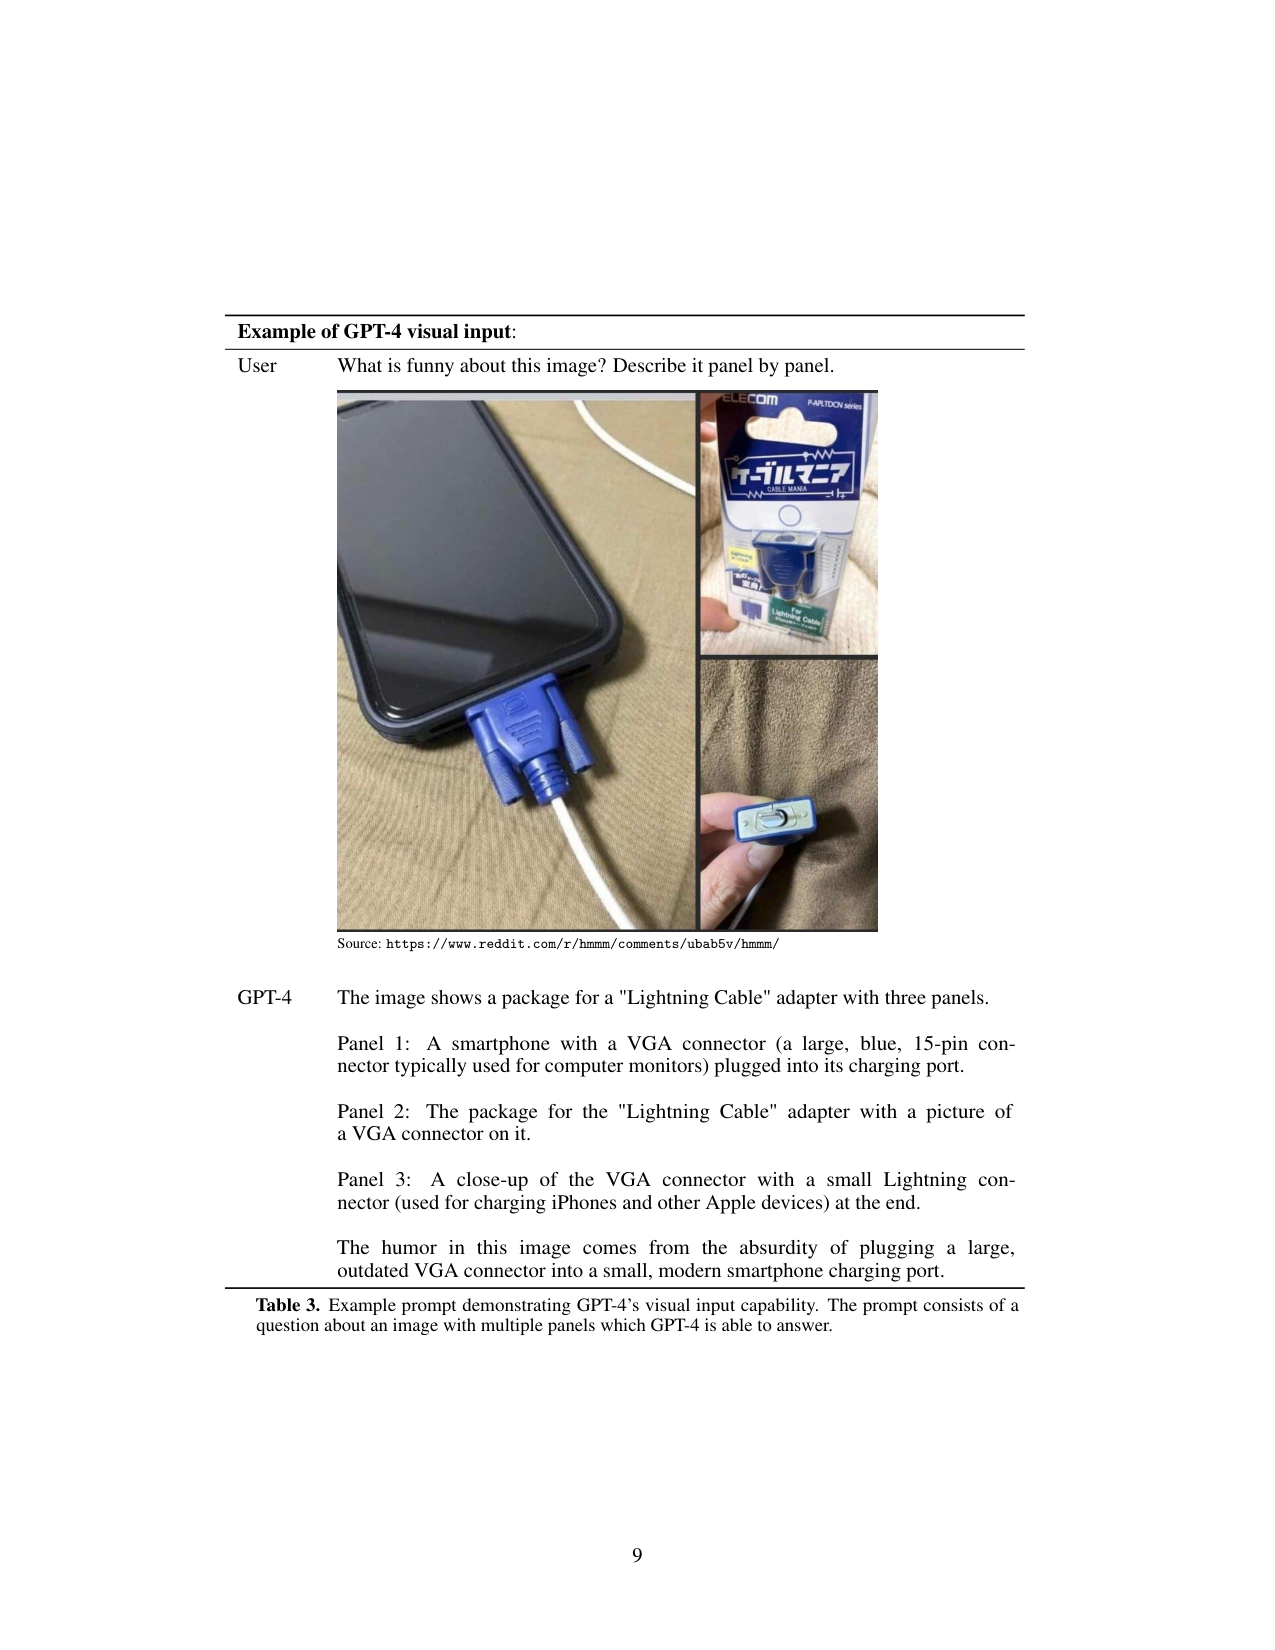 Example of GPT-4 visual input:
User What is funny about this image? Describe it panel by panel.
ELECOM
P-APLTDCN series
ケーブルマニア
CABLE MANIA
Lightning
変身!
For
Lightning Cable
Source: https://www.reddit.com/r/hmmm/comments/ubab5v/hmmm/
GPT-4 The image shows a package for a "Lightning Cable" adapter with three panels.
Panel 1: A smartphone with a VGA connector (a large, blue, 15-pin con-
nector typically used for computer monitors) plugged into its charging port.
Panel 2: The package for the "Lightning Cable" adapter with a picture of
a VGA connector on it.
Panel 3: A close-up of the VGA connector with a small Lightning con-
nector (used for charging iPhones and other Apple devices) at the end.
The humor in this image comes from the absurdity of plugging a large,
outdated VGA connector into a small, modern smartphone charging port.
Table 3. Example prompt demonstrating GPT-4's visual input capability. The prompt consists of a
question about an image with multiple panels which GPT-4 is able to answer.
9